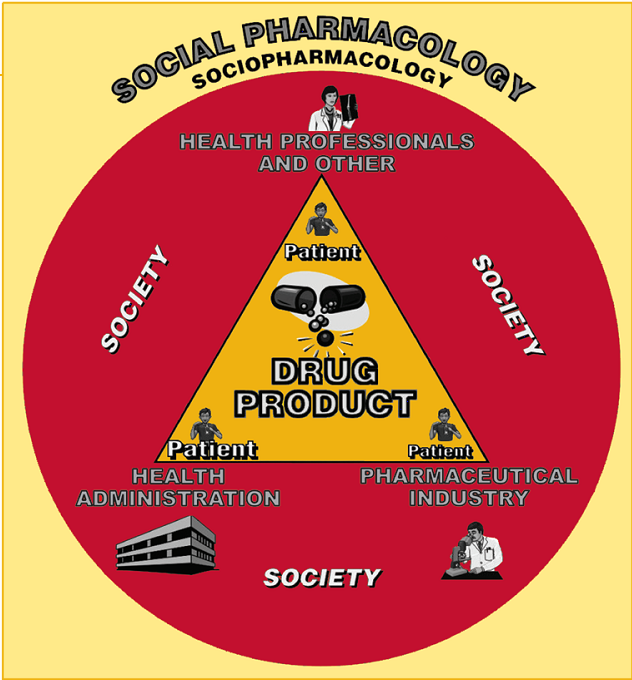 SOCIAL PHARMACOLOGY
SOCIOPHARMACOLOGY
HEALTH PROFESSIONALS
AND OTHER
Patient
SOCIETY
SOCIETY
DRUG
PRODUCT
Patient
Patient
HEALTH
ADMINISTRATION
PHARMACEUTICAL
INDUSTRY
SOCIETY